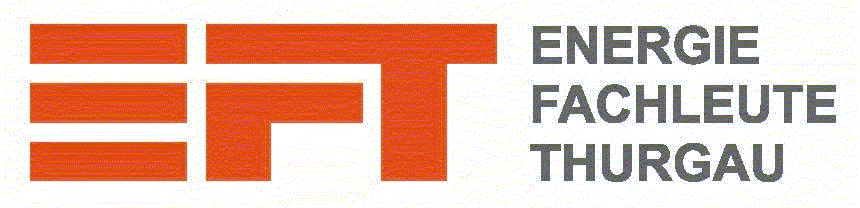 EFT
ENERGIE
FACHLEUTE
THURGAU